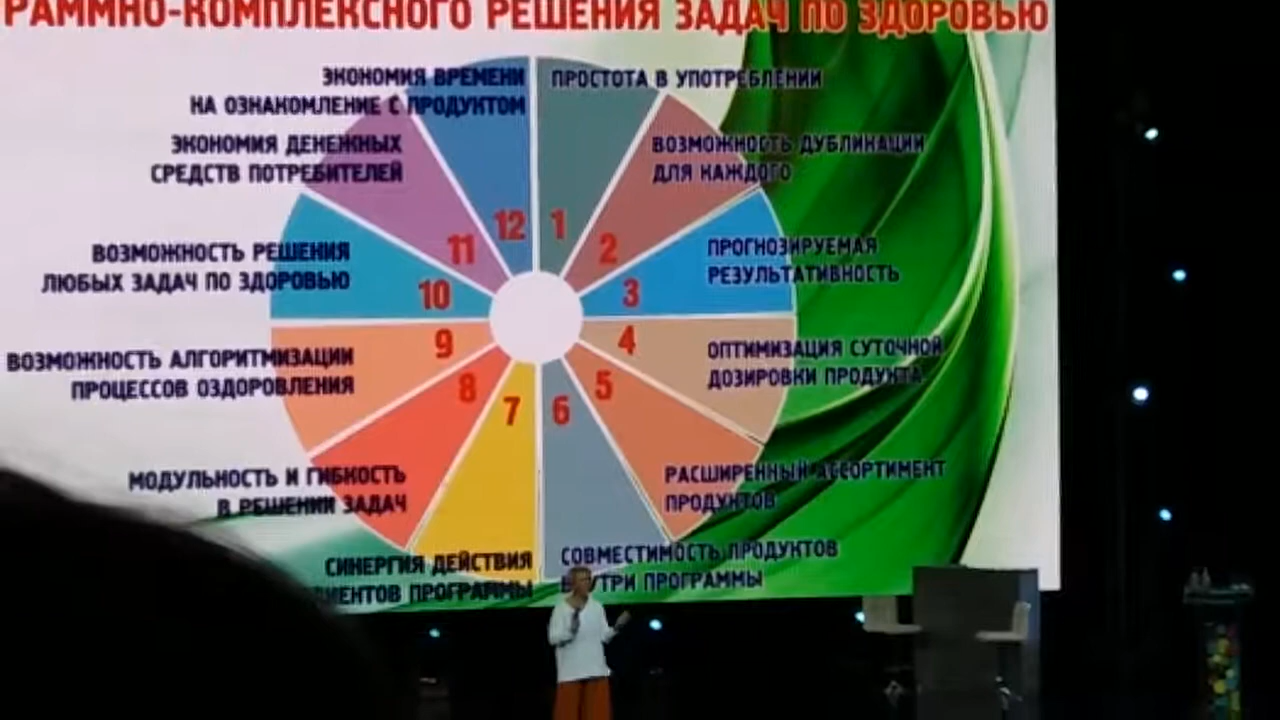 РАММНО-КОМПЛЕКСНОГО РЕШЕНИЯ ЗАДАЧ ПО ЗДОРОВЬЮ
ПРОСТОТА В УПОТРЕБЛЕНИИ
1
ВОЗМОЖНОСТЬ ДУБЛИКАЦИИ
ДЛЯ КАЖДОГО
2
ПРОГНОЗИРУЕМАЯ
РЕЗУЛЬТАТИВНОСТЬ
3
ОПТИМИЗАЦИЯ СУТОЧНОЙ
ДОЗИРОВКИ ПРОДУКТА
4
РАСШИРЕННЫЙ АССОРТИМЕНТ
ПРОДУКТОВ
5
СОВМЕСТИМОСТЬ ПРОДУКТОВ
ВНУТРИ ПРОГРАММЫ
6
СИНЕРГИЯ ДЕЙСТВИЯ
ИЕНТОВ ПРОГРАММЫ
7
МОДУЛЬНОСТЬ И ГИБКОСТЬ
В РЕШЕНИИ ЗАДАЧ
8
ВОЗМОЖНОСТЬ АЛГОРИТМИЗАЦИИ
ПРОЦЕССОВ ОЗДОРОВЛЕНИЯ
9
ВОЗМОЖНОСТЬ РЕШЕНИЯ
ЛЮБЫХ ЗАДАЧ ПО ЗДОРОВЬЮ
10
ЭКОНОМИЯ ДЕНЕЖНЫХ
СРЕДСТВ ПОТРЕБИТЕЛЕЙ
11
ЭКОНОМИЯ ВРЕМЕНИ
НА ОЗНАКОМЛЕНИЕ С ПРОДУКТОМ
12